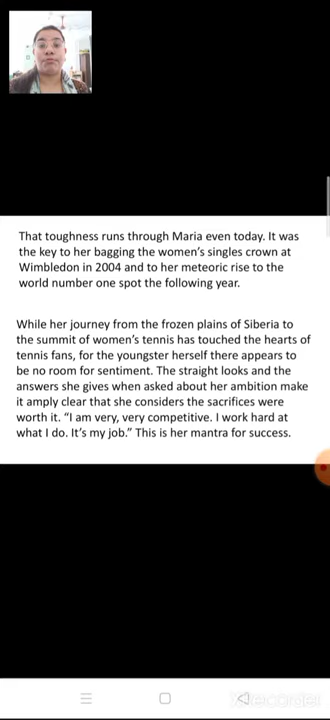 That toughness runs through Maria even today. It was
the key to her bagging the women's singles crown at
Wimbledon in 2004 and to her meteoric rise to the
world number one spot the following year.
While her journey from the frozen plains of Siberia to
the summit of women's tennis has touched the hearts of
tennis fans, for the youngster herself there appears to
be no room for sentiment. The straight looks and the
answers she gives when asked about her ambition make
it amply clear that she considers the sacrifices were
worth it. “I am very, very competitive. I work hard at
what I do. It's my job.” This is her mantra for success.